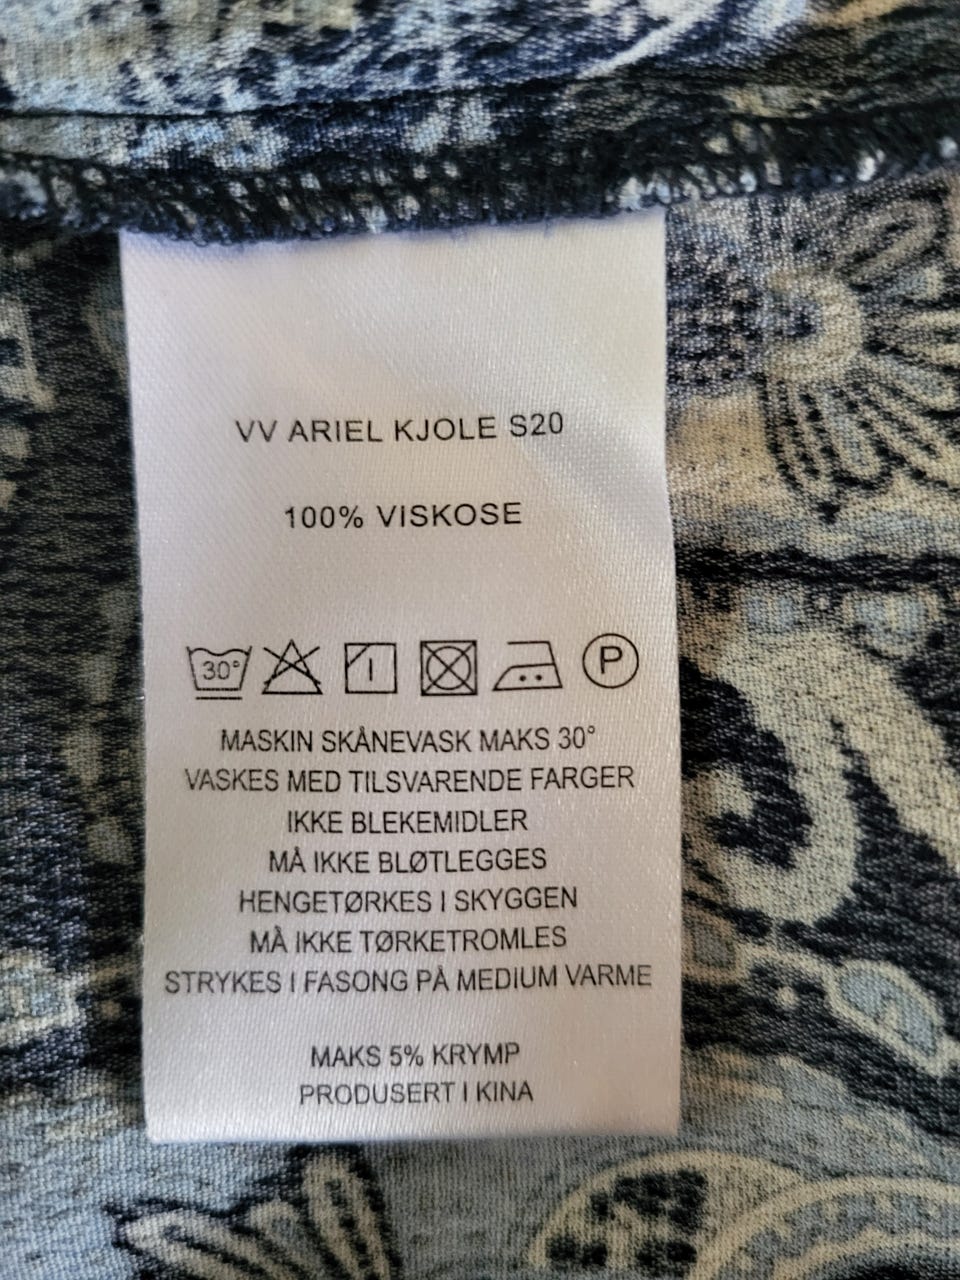 VV ARIEL KJOLE S20
100% VISKOSE
30° P
MASKIN SKÅNEVASK MAKS 30°
VASKES MED TILSVARENDE FARGER
IKKE BLEKEMIDLER
MÅ IKKE BLØTLEGGES
HENGETØRKES I SKYGGEN
MÅ IKKE TØRKETROMLES
STRYKES I FASONG PÅ MEDIUM VARME
MAKS 5% KRYMP
PRODUSERT I KINA